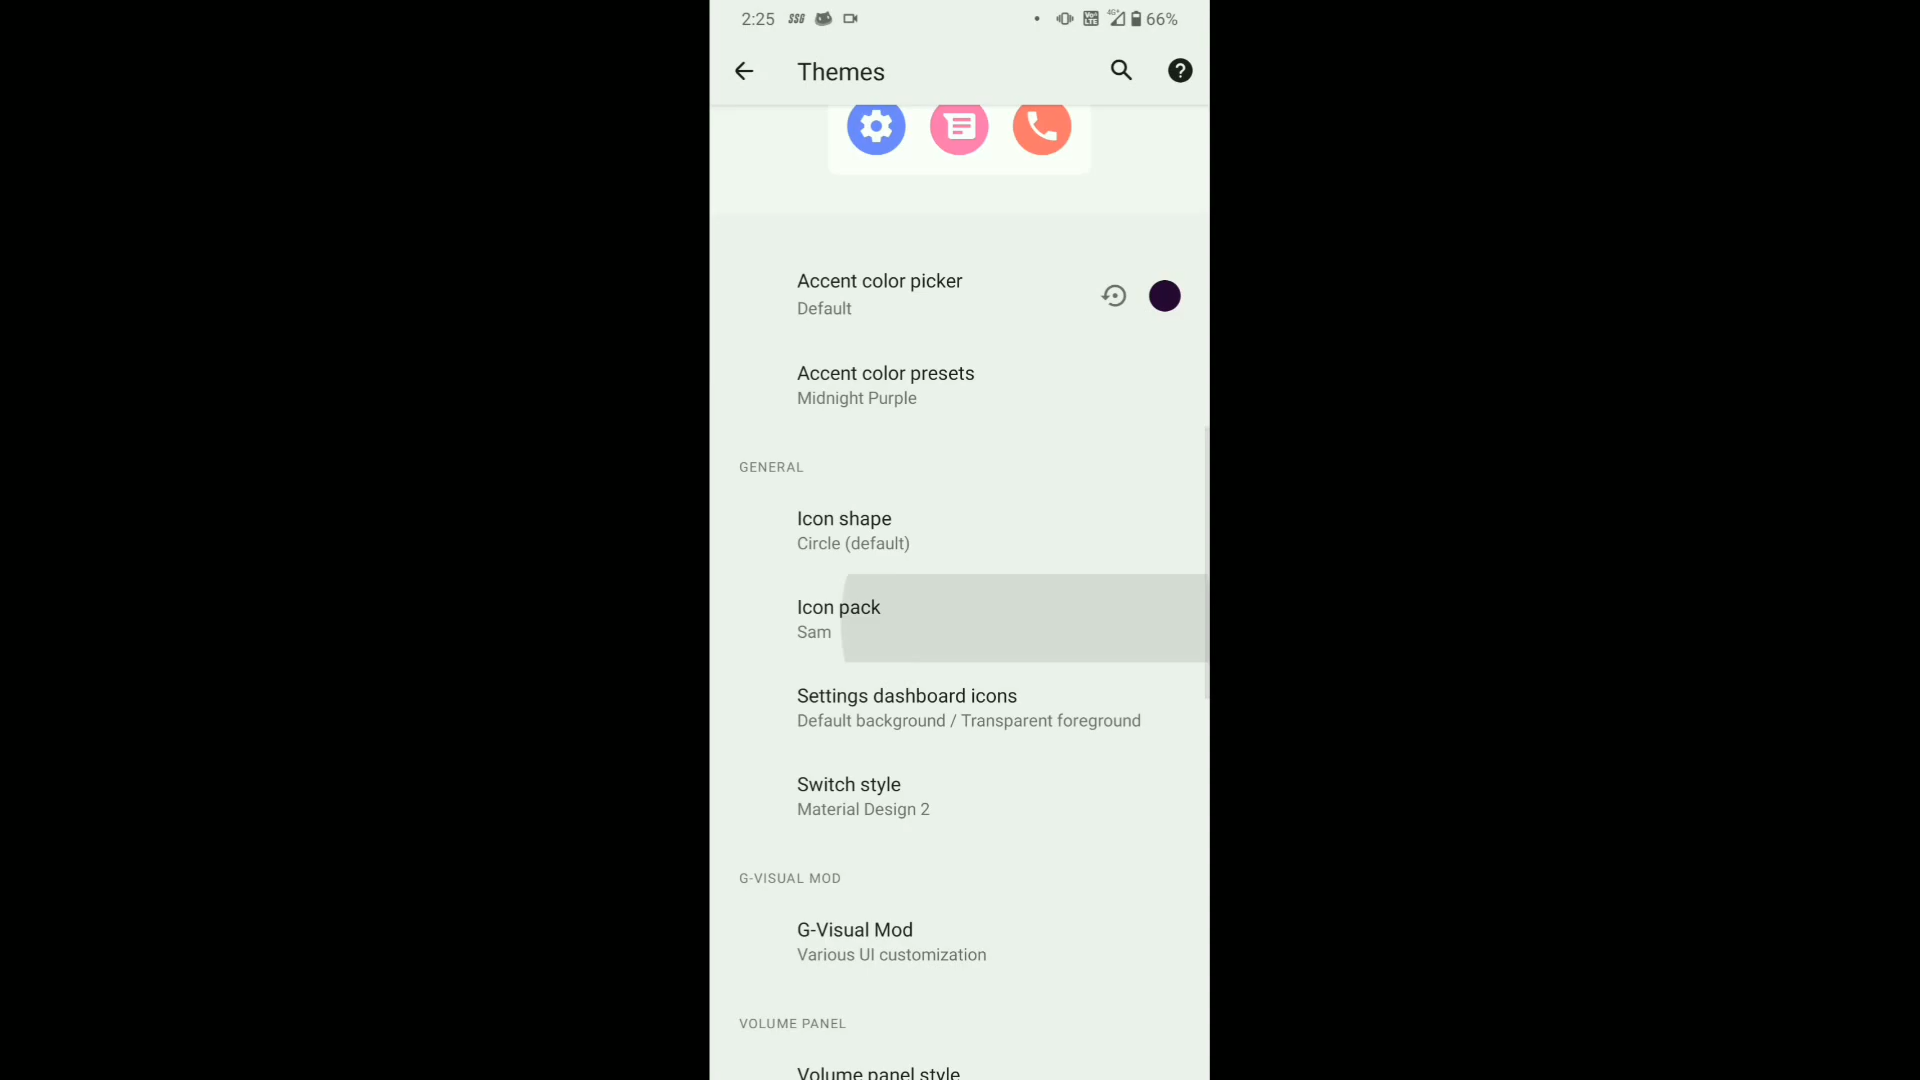 2:25 SSG 4G+ 66%
Themes
Accent color picker
Default
Accent color presets
Midnight Purple
GENERAL
Icon shape
Circle (default)
Icon pack
Sam
Settings dashboard icons
Default background / Transparent foreground
Switch style
Material Design 2
G-VISUAL MOD
G-Visual Mod
Various UI customization
VOLUME PANEL
Volume panel style